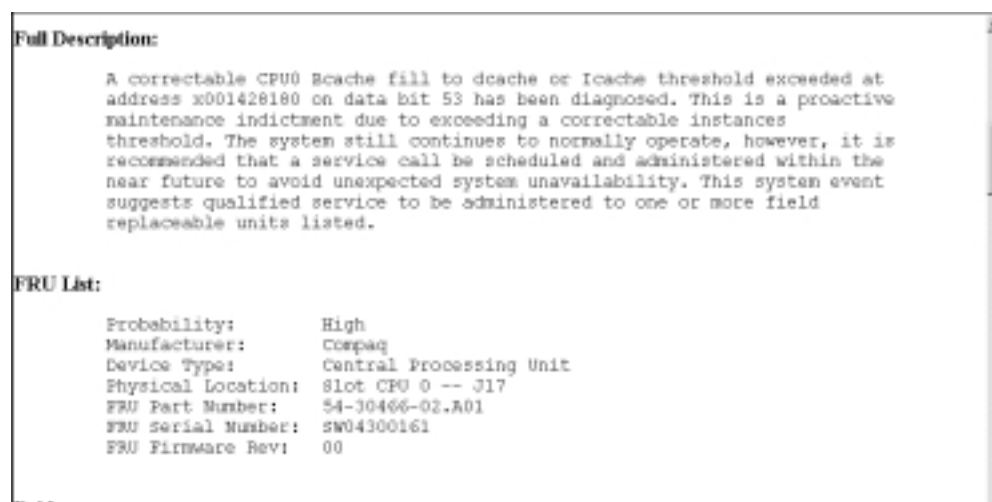 Full Description:
A correctable CPU0 Bcache fill to dcache or Icache threshold exceeded at
address x001428180 on data bit 53 has been diagnosed. This is a proactive
maintenance indictment due to exceeding a correctable instances
threshold. The system still continues to normally operate, however, it is
recommended that a service call be scheduled and administered within the
near future to avoid unexpected system unavailability. This system event
suggests qualified service to be administered to one or more field
replaceable units listed.
FRU List:
Probability: High
Manufacturer: Compaq
Device Type: Central Processing Unit
Physical Location: Slot CPU 0 -- J17
FRU Part Number: 54-30466-02.A01
FRU Serial Number: SW04300161
FRU Firmware Rev: 00